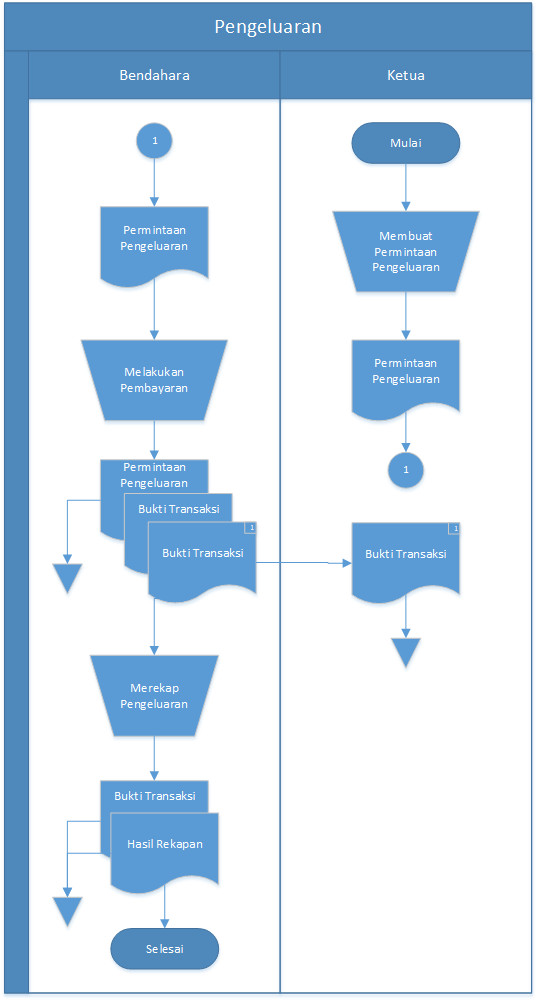 Pengeluaran
Bendahara
Ketua
1
Permintaan
Pengeluaran
Melakukan
Pembayaran
Permintaan
Pengeluaran
Bukti Transaksi
1
Bukti Transaksi
Merekap
Pengeluaran
Bukti Transaksi
Hasil Rekapan
Selesai
Mulai
Membuat
Permintaan
Pengeluaran
Permintaan
Pengeluaran
1
1
Bukti Transaksi